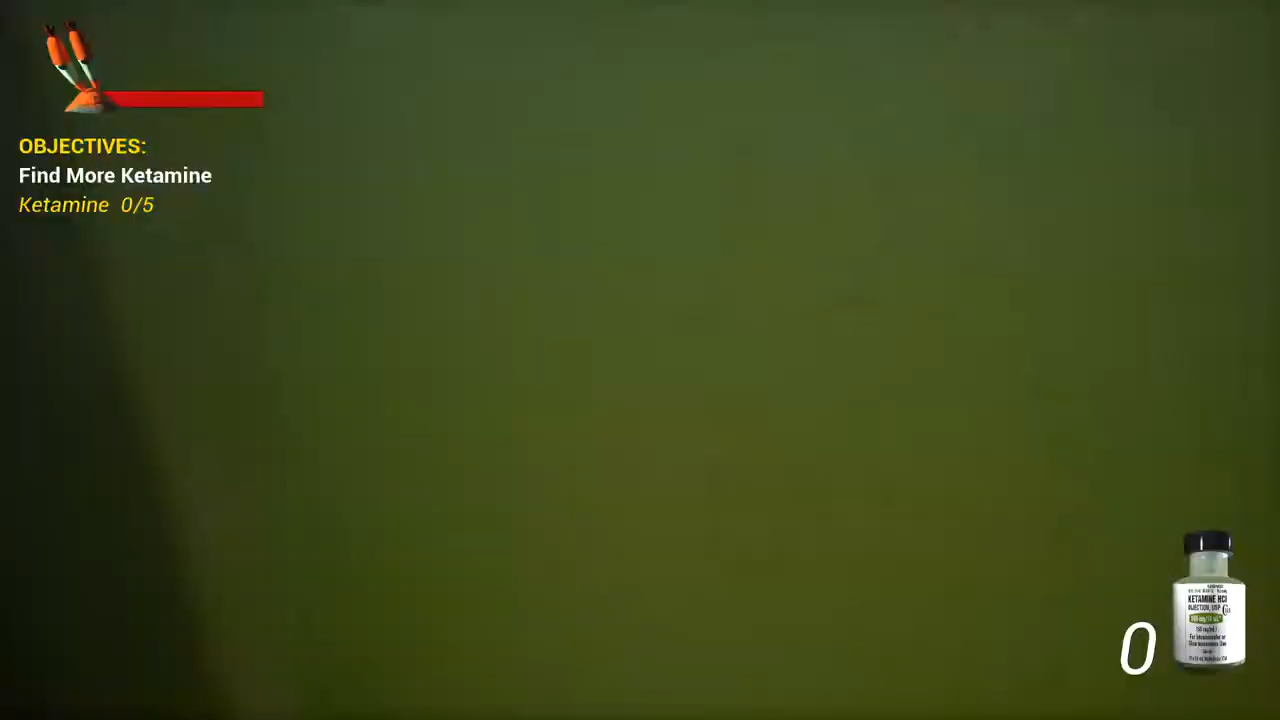 OBJECTIVES:
Find More Ketamine
Ketamine 0/5
KETAMINE HCl
INJECTION, USP
0